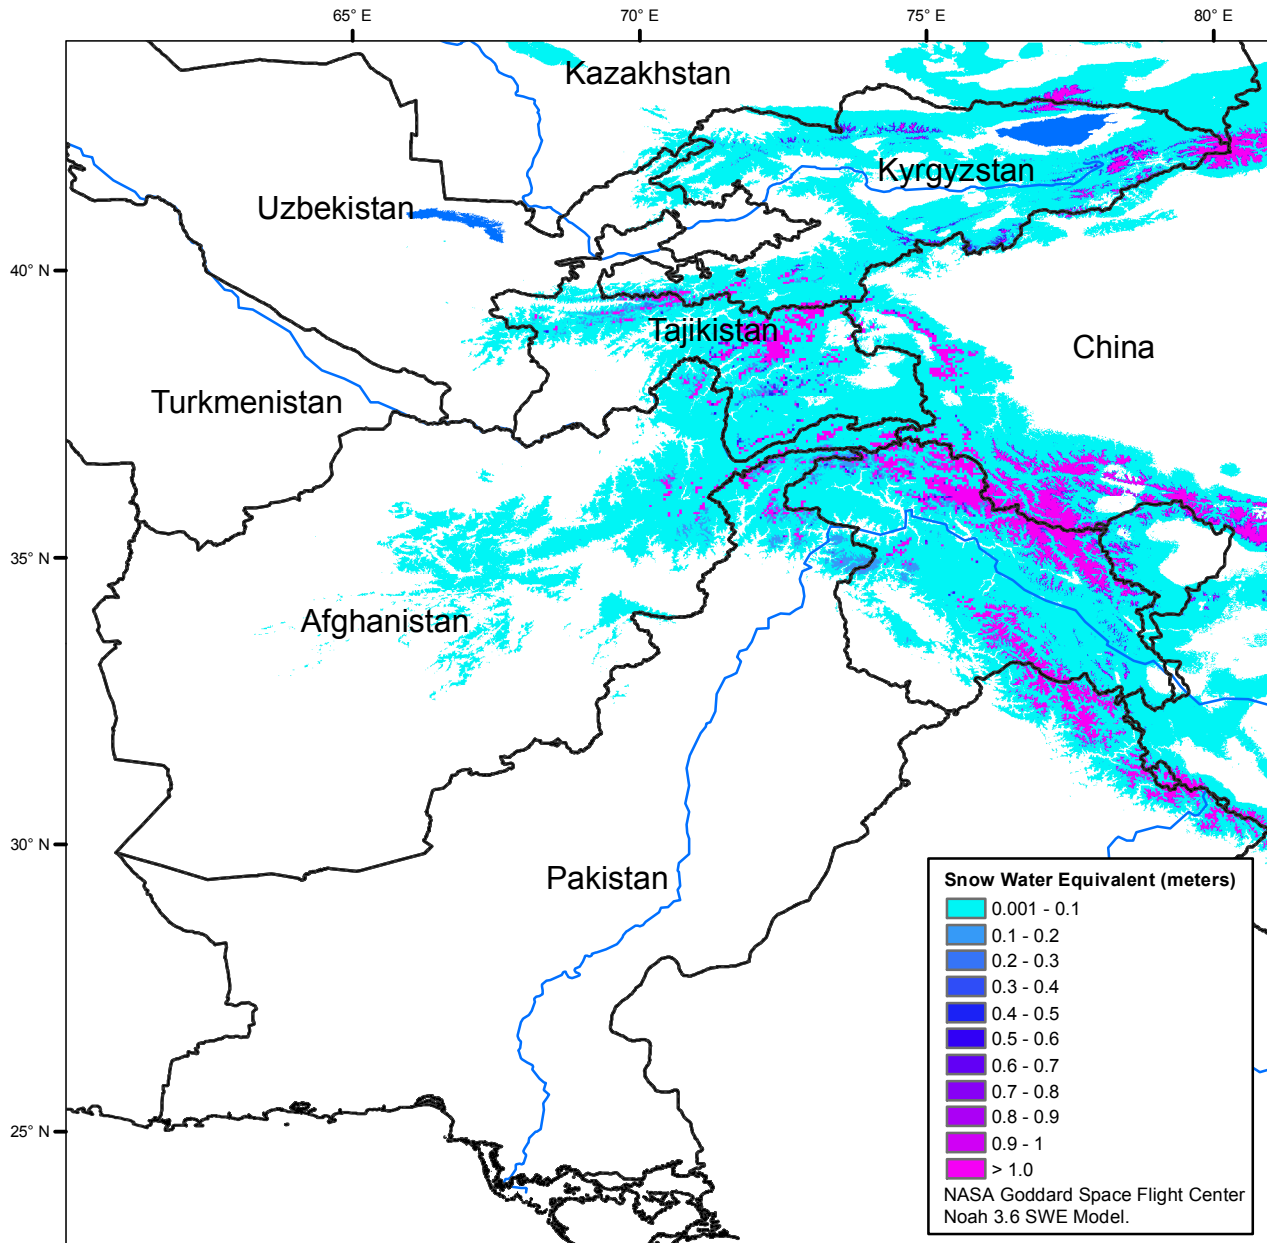 65° E
70° E
75° E
80° E
Kazakhstan
Kyrgyzstan
Uzbekistan
40° N
Tajikistan
China
Turkmenistan
35° N
Afghanistan
30° N
Pakistan
25° N
Snow Water Equivalent (meters)
0.001 - 0.1
0.1 - 0.2
0.2 - 0.3
0.3 - 0.4
0.4 - 0.5
0.5 - 0.6
0.6 - 0.7
0.7 - 0.8
0.8 - 0.9
0.9 - 1
> 1.0
NASA Goddard Space Flight Center
Noah 3.6 SWE Model.